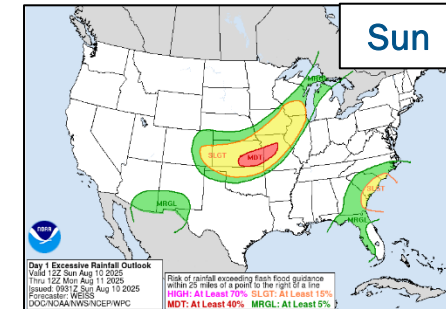 Sun
MRGL
SLGT
MDT
MRGL
SLGT
MRGL
NOAA
Day 1 Excessive Rainfall Outlook
Valid 12Z Sun Aug 10 2025
Thru 12Z Mon Aug 11 2025
Issued: 0931Z Sun Aug 10 2025
Forecaster: WEISS
DOC/NOAA/NWS/NCEP/WPC
Risk of rainfall exceeding flash flood guidance
within 25 miles of a point to the right of a line
HIGH: At Least 70% SLGT: At Least 15%
MDT: At Least 40% MRGL: At Least 5%